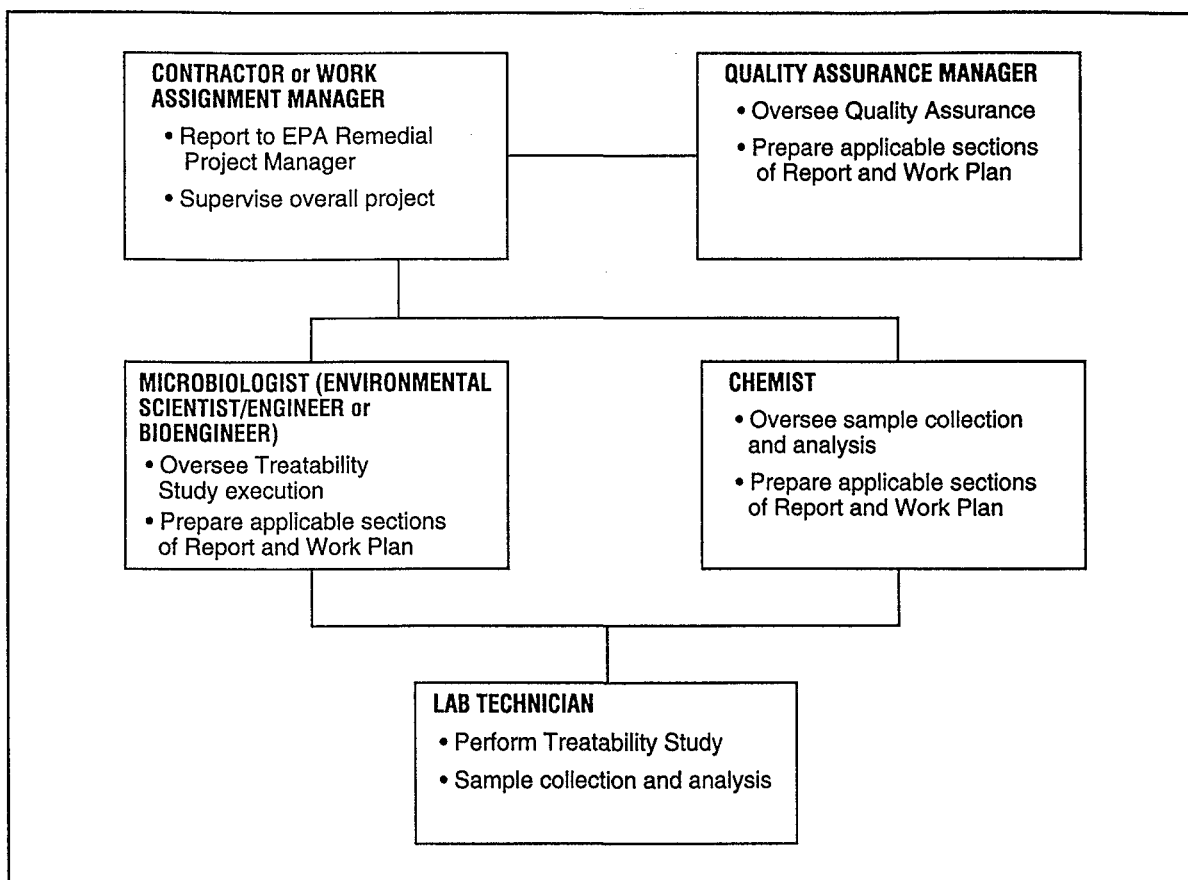 CONTRACTOR or WORK
ASSIGNMENT MANAGER
• Report to EPA Remedial
Project Manager
• Supervise overall project
QUALITY ASSURANCE MANAGER
• Oversee Quality Assurance
• Prepare applicable sections
of Report and Work Plan
MICROBIOLOGIST (ENVIRONMENTAL
SCIENTIST/ENGINEER or
BIOENGINEER)
• Oversee Treatability
Study execution
• Prepare applicable sections
of Report and Work Plan
CHEMIST
• Oversee sample collection
and analysis
• Prepare applicable sections
of Report and Work Plan
LAB TECHNICIAN
• Perform Treatability Study
• Sample collection and analysis